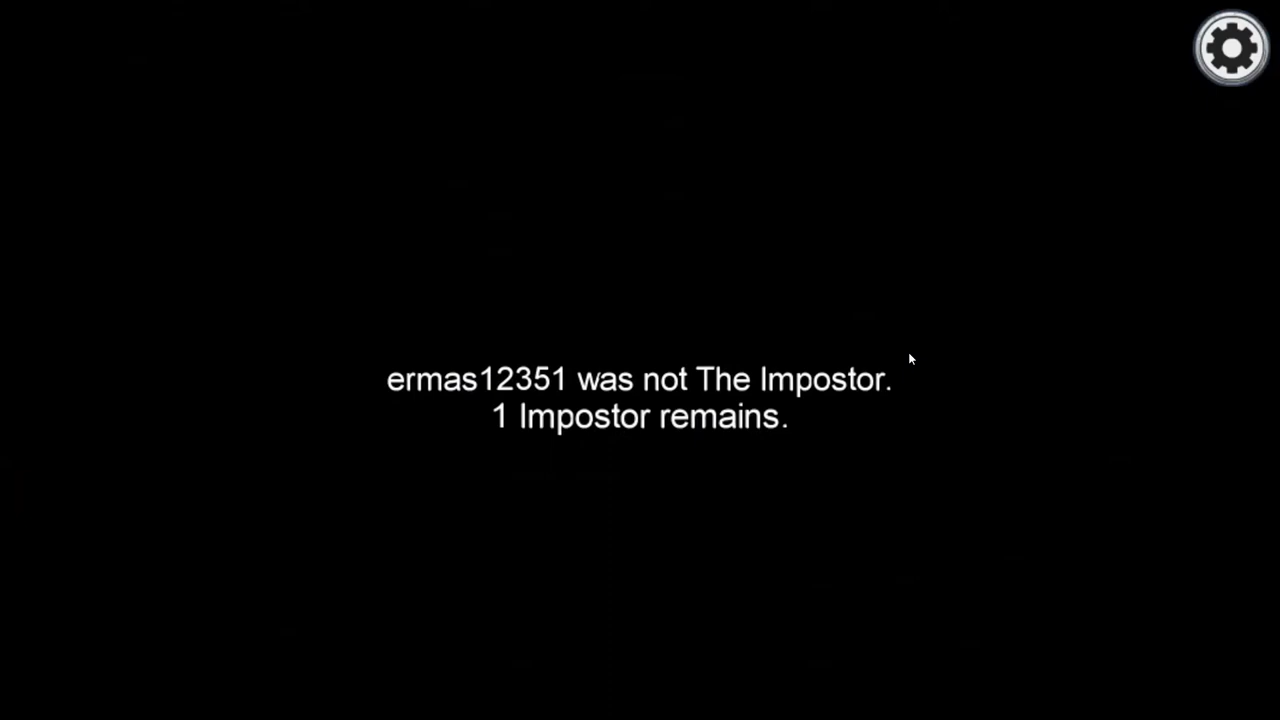 ermas12351 was not The Impostor.
1 Impostor remains.